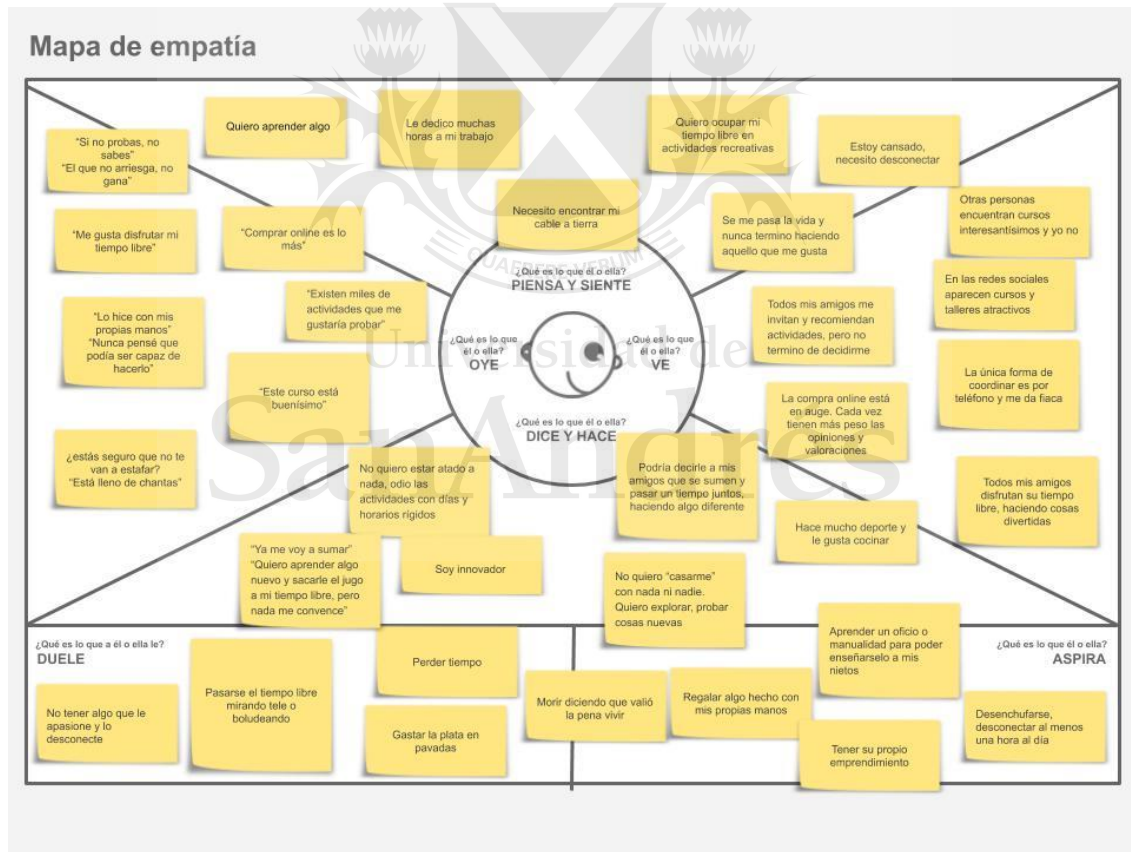 Mapa de empatía
Quiero aprender algo
Le dedico muchas
horas a mi trabajo
Quiero ocupar mi
tiempo libre en
actividades recreativas
Estoy cansado,
necesito desconectar
Necesito encontrar mi
cable a tierra
Se me pasa la vida y
nunca termino haciendo
aquello que me gusta
¿Qué es lo que él o ella?
PIENSA Y SIENTE
"Si no probas, no
sabes"
"El que no arriesga, no
gana"
"Me gusta disfrutar mi
tiempo libre"
"Comprar online es lo
más"
"Existen miles de
actividades que me
gustaría probar"
"Lo hice con mis
propias manos"
"Nunca pensé que
podía ser capaz de
hacerlo"
"Este curso está
buenísimo"
¿estás seguro que no te
van a estafar?
"Está lleno de chantas"
¿Qué es lo que
él o ella?
OYE
¿Qué es lo que
él o ella?
VE
Otras personas
encuentran cursos
interesantísimos y yo no
En las redes sociales
aparecen cursos y
talleres atractivos
Todos mis amigos me
invitan y recomiendan
actividades, pero no
termino de decidirme
La única forma de
coordinar es por
teléfono y me da fiaca
La compra online está
en auge. Cada vez
tienen más peso las
opiniones y
valoraciones
Todos mis amigos
disfrutan su tiempo
libre, haciendo cosas
divertidas
¿Qué es lo que él o ella?
DICE Y HACE
No quiero estar atado a
nada, odio las
actividades con días y
horarios rígidos
Podría decirle a mis
amigos que se sumen y
pasar un tiempo juntos,
haciendo algo diferente
Hace mucho deporte y
le gusta cocinar
"Ya me voy a sumar"
"Quiero aprender algo
nuevo y sacarle el jugo
a mi tiempo libre, pero
nada me convence"
Soy innovador
No quiero "casarme"
con nada ni nadie.
Quiero explorar, probar
cosas nuevas
¿Qué es lo que a él o ella le?
DUELE
No tener algo que le
apasione y lo
desconecte
Pasarse el tiempo libre
mirando tele o
boludeando
Perder tiempo
Gastar la plata en
pavadas
¿Qué es lo que él o ella?
ASPIRA
Morir diciendo que valió
la pena vivir
Regalar algo hecho con
mis propias manos
Aprender un oficio o
manualidad para poder
enseñarselo a mis
nietos
Tener su propio
emprendimiento
Desenchufarse,
desconectar al menos
una hora al día
QUAERERE VERUM
Universidad de
SanAndrés